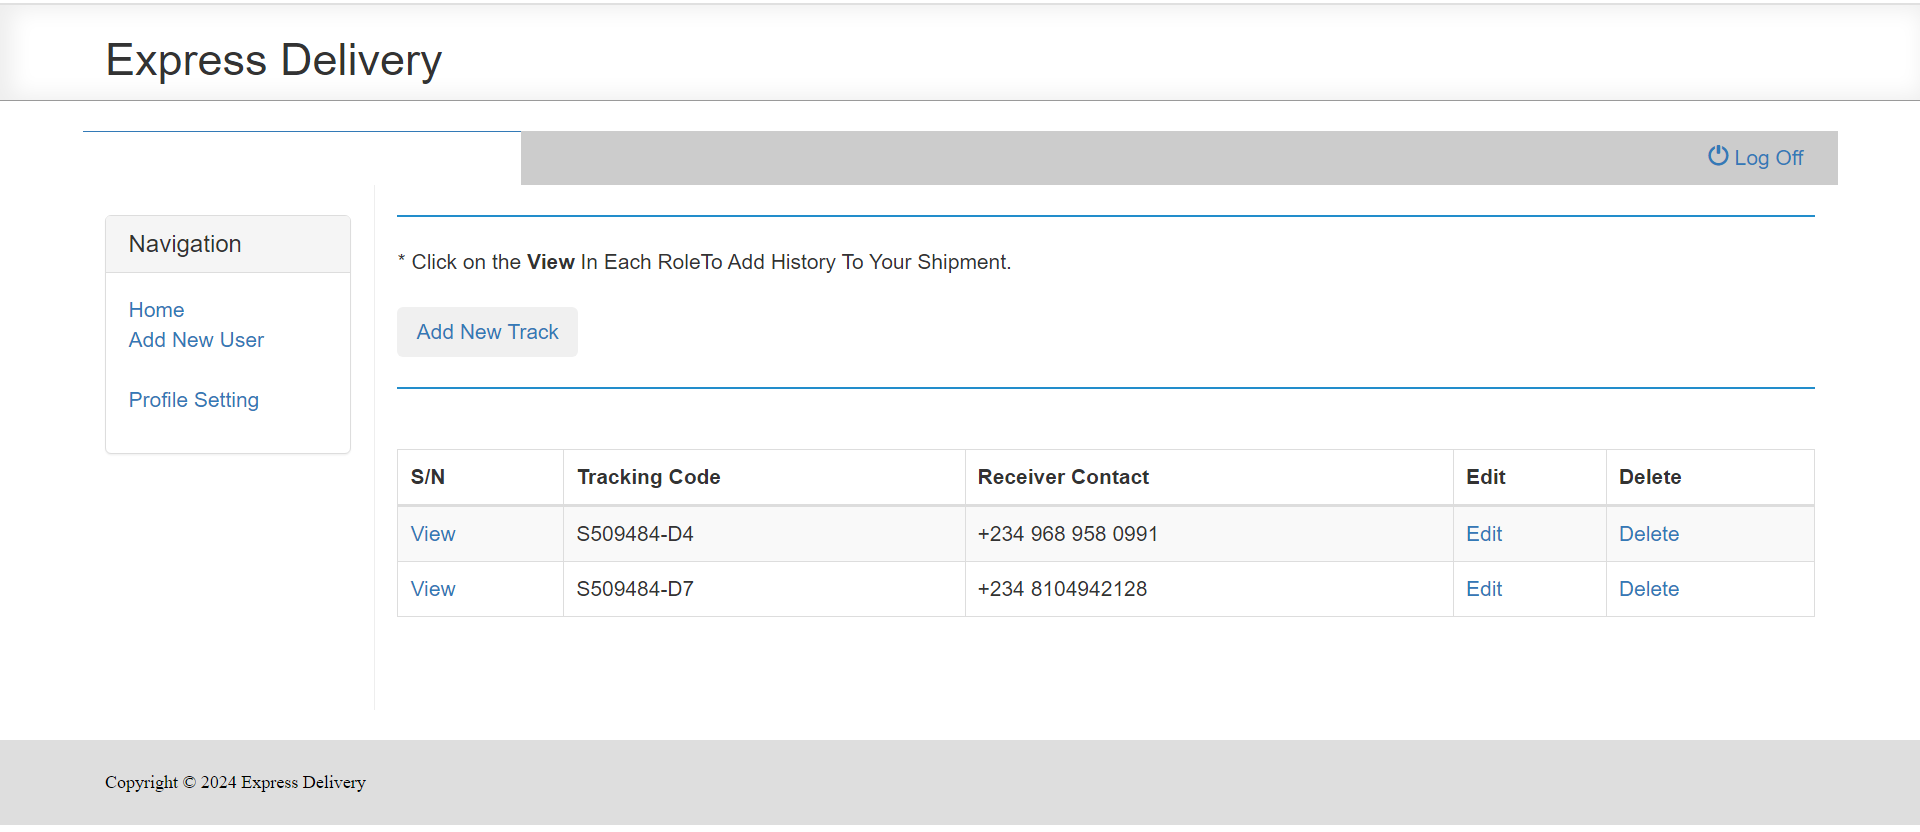 Express Delivery
Log Off
Navigation
Home
Add New User
Profile Setting
* Click on the View In Each RoleTo Add History To Your Shipment.
Add New Track
S/N Tracking Code Receiver Contact Edit Delete
View S509484-D4 +234 968 958 0991 Edit Delete
View S509484-D7 +234 8104942128 Edit Delete
Copyright © 2024 Express Delivery